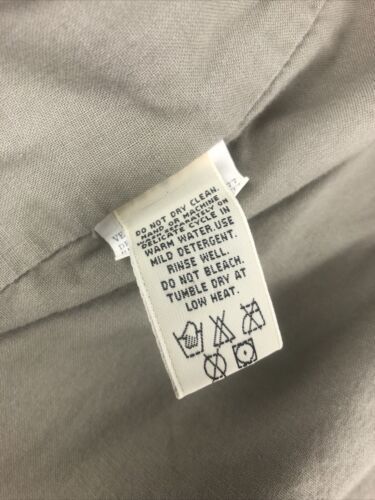 DO NOT DRY CLEAN.
HAND OR MACHINE
WASH SEPARATELY ON
DELICATE CYCLE IN
WARM WATER.USE
MILD DETERGENT.
RINSE WELL.
DO NOT BLEACH.
TUMBLE DRY AT
LOW HEAT.